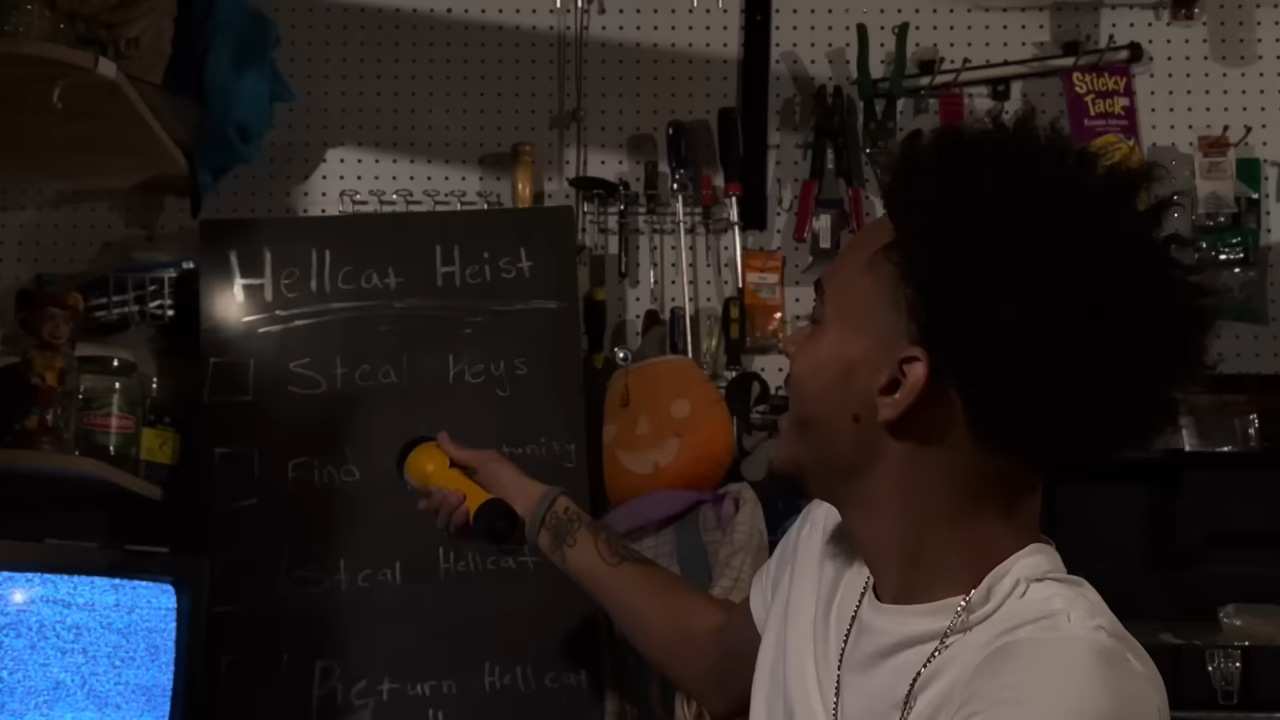 Hellcat Heist
Steal keys
Find
Steal Hellcat
Return Hellcat
Sticky
Tack